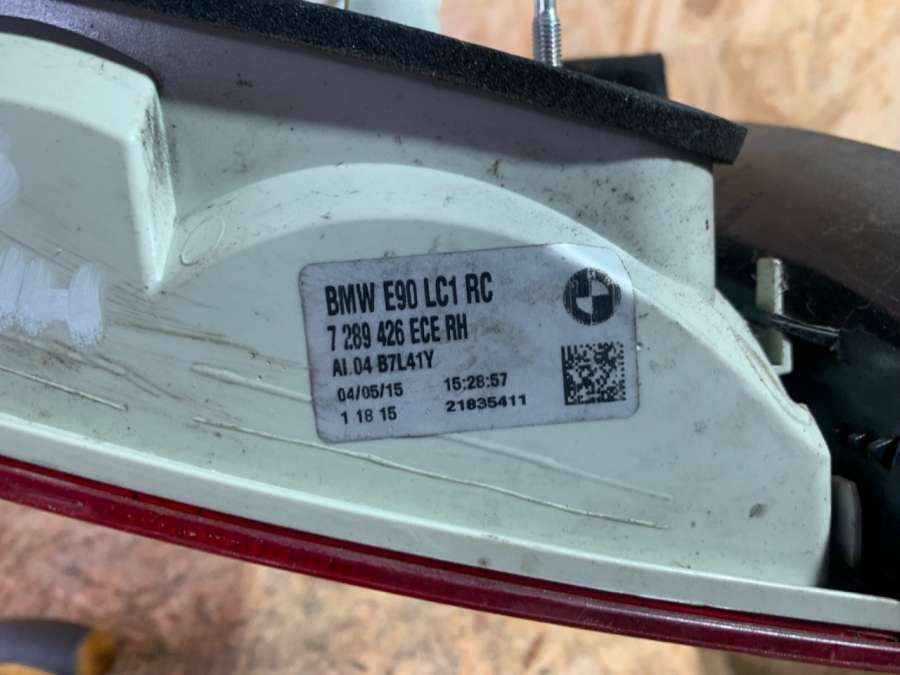 BMW E90 LC1 RC
7 289 426 ECE RH
AI 04 B7L41Y
04/05/15 15:28:57
1 18 15 21835411